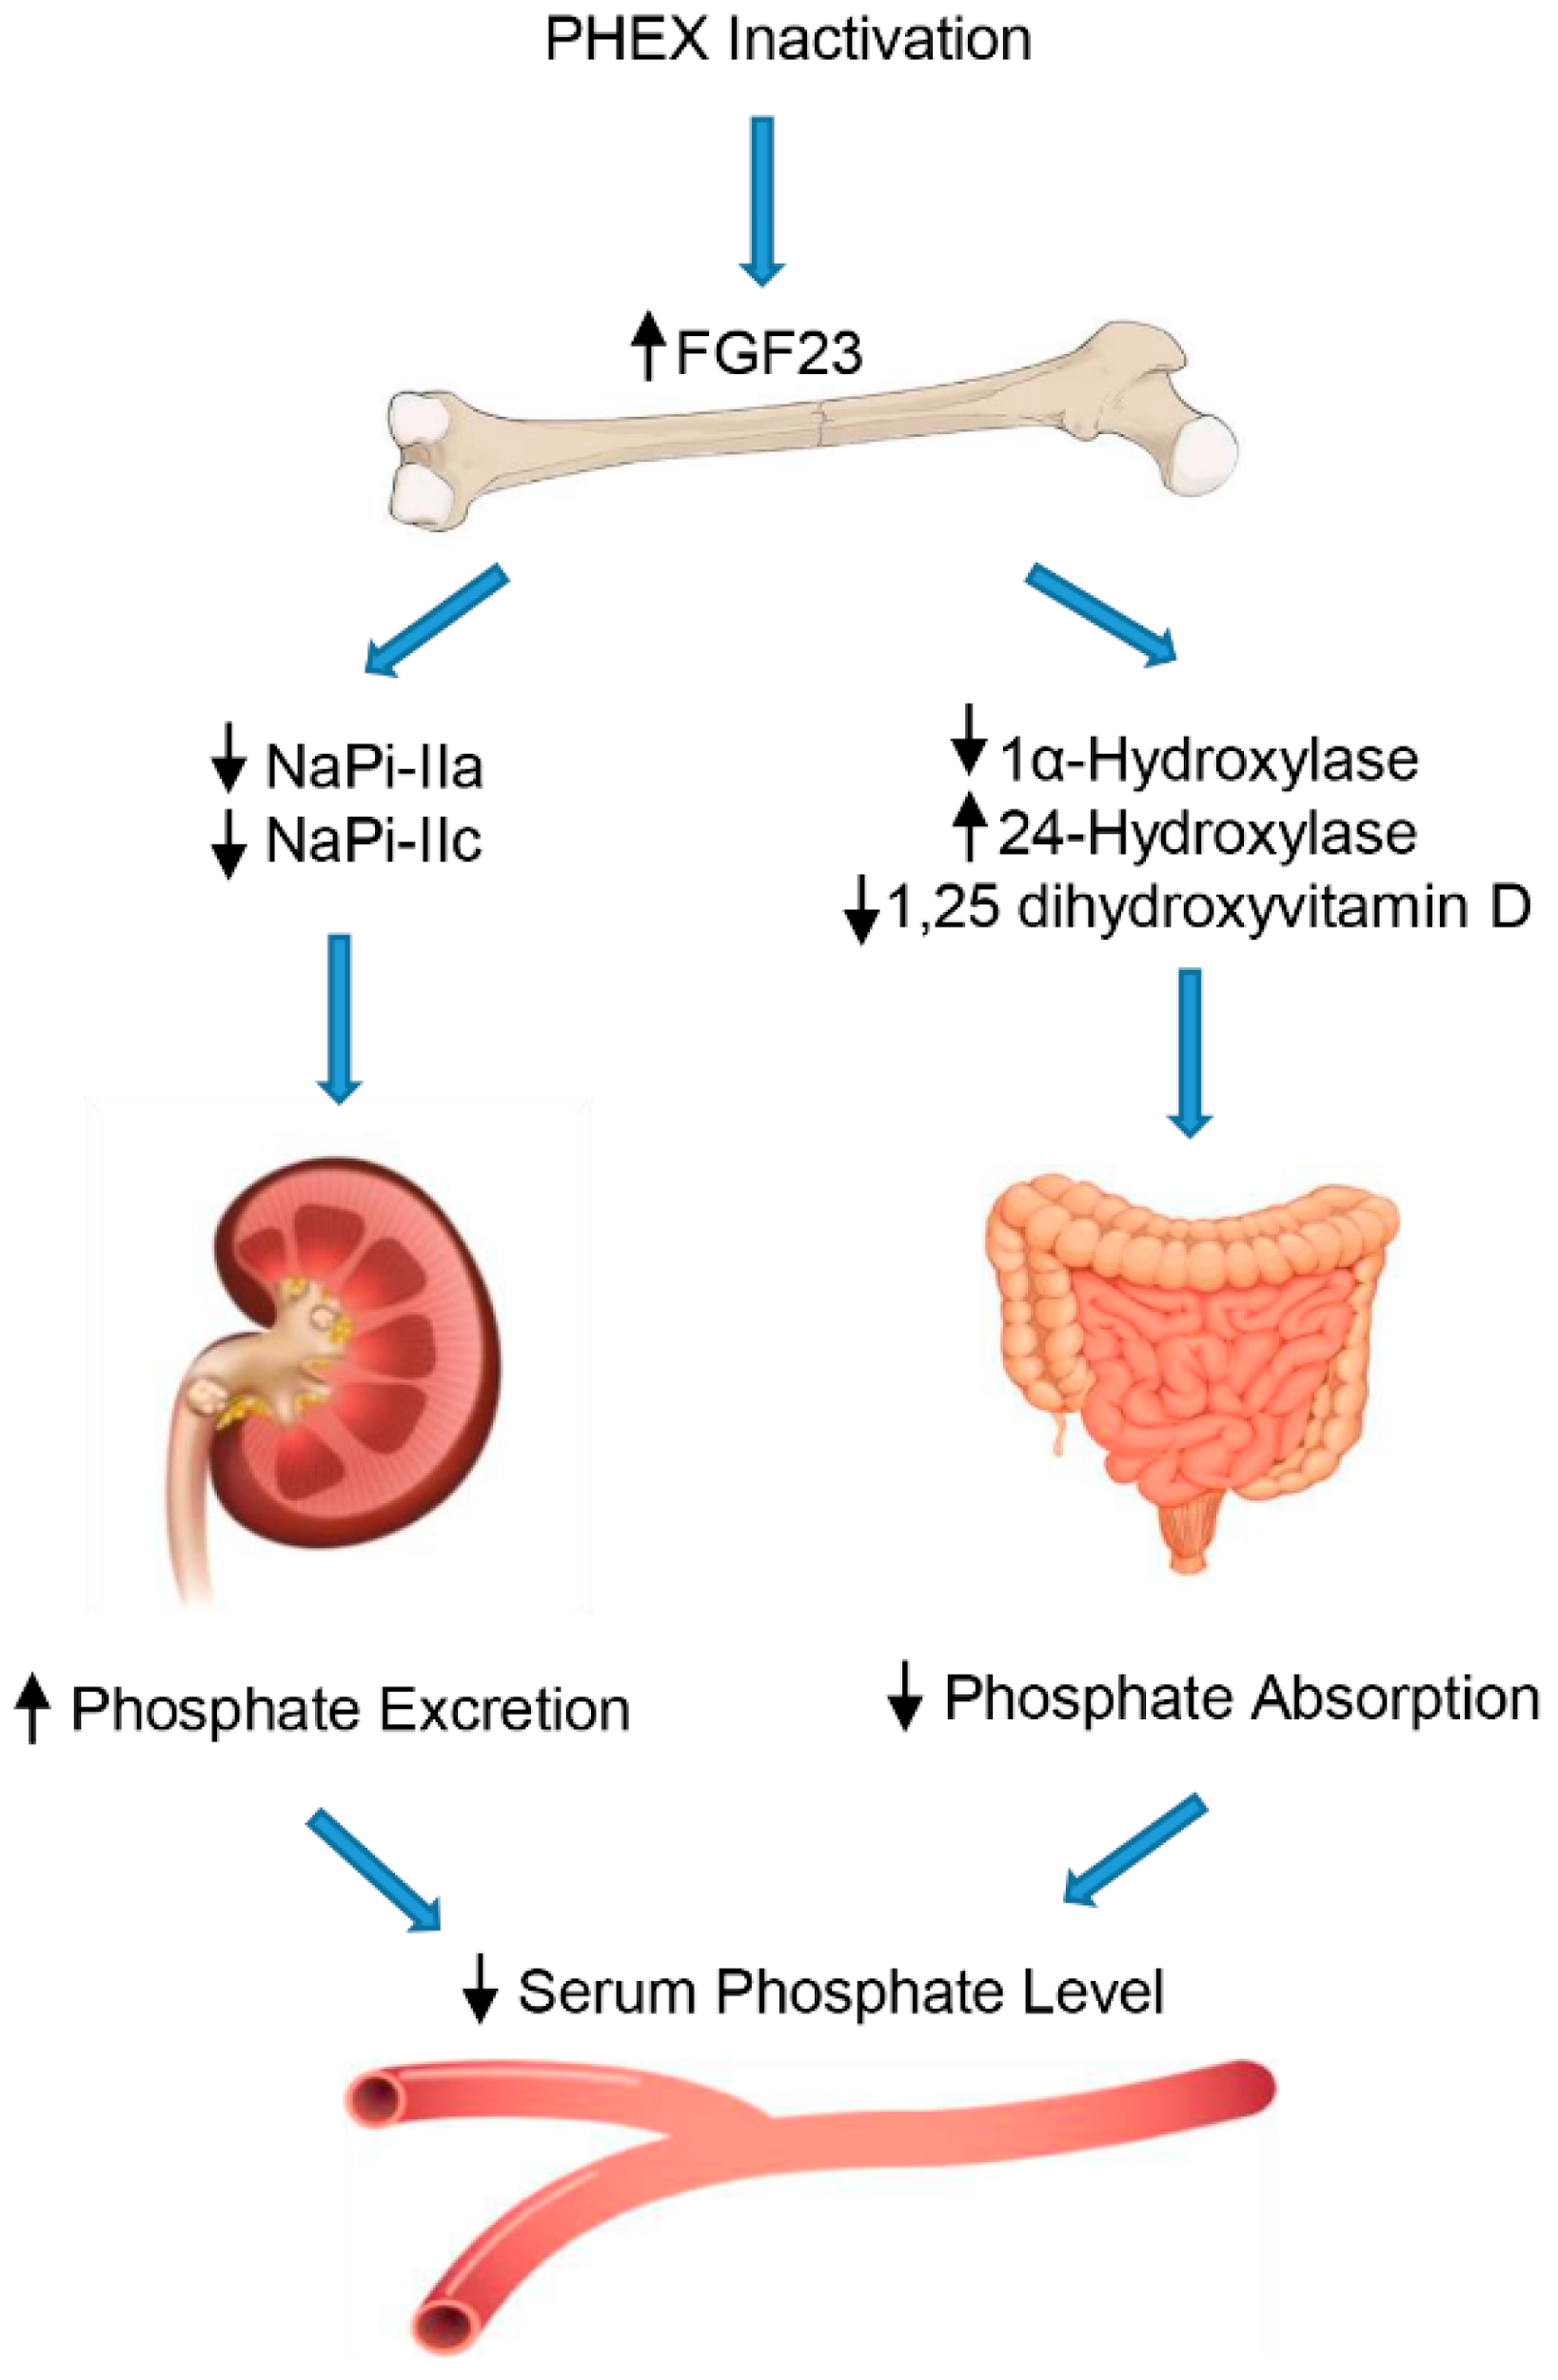 PHEX Inactivation
↑FGF23
↓ NaPi-IIa
↓ NaPi-IIc
↓ 1α-Hydroxylase
↑ 24-Hydroxylase
↓ 1,25 dihydroxyvitamin D
↑ Phosphate Excretion
↓ Phosphate Absorption
↓ Serum Phosphate Level